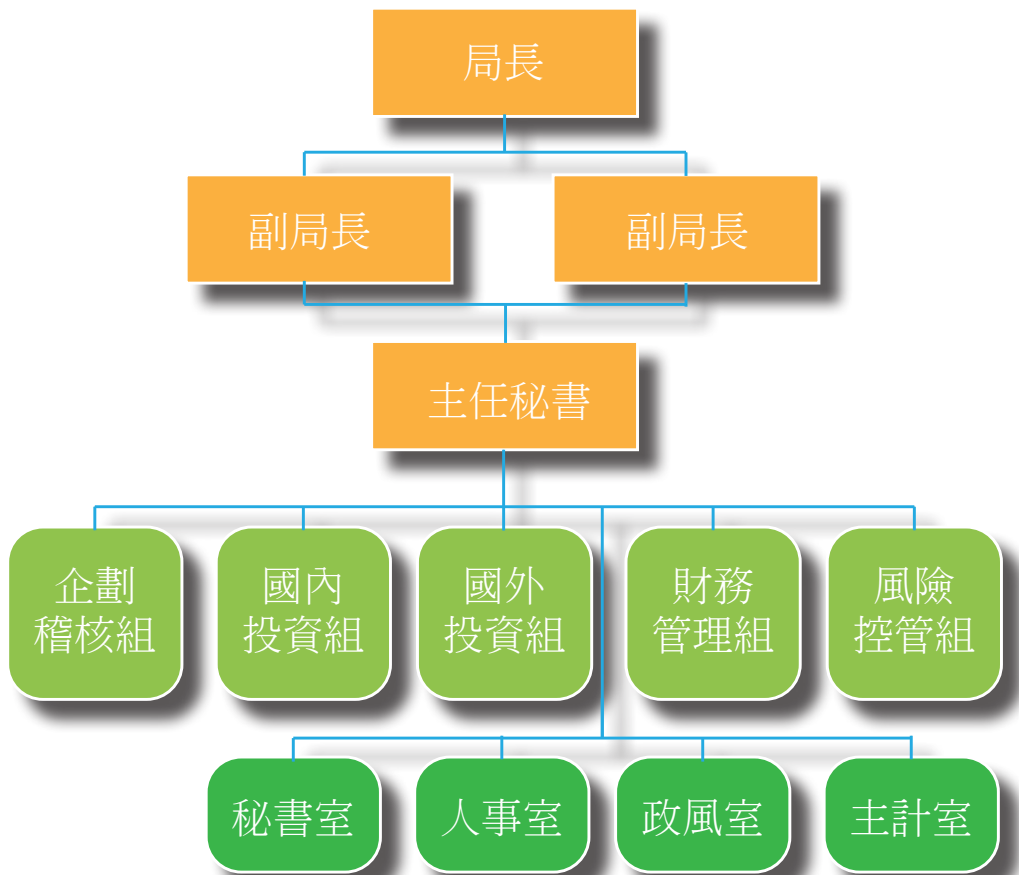 局長
副局長
副局長
主任秘書
企劃
稽核組
國內
投資組
國外
投資組
財務
管理組
風險
控管組
秘書室
人事室
政風室
主計室